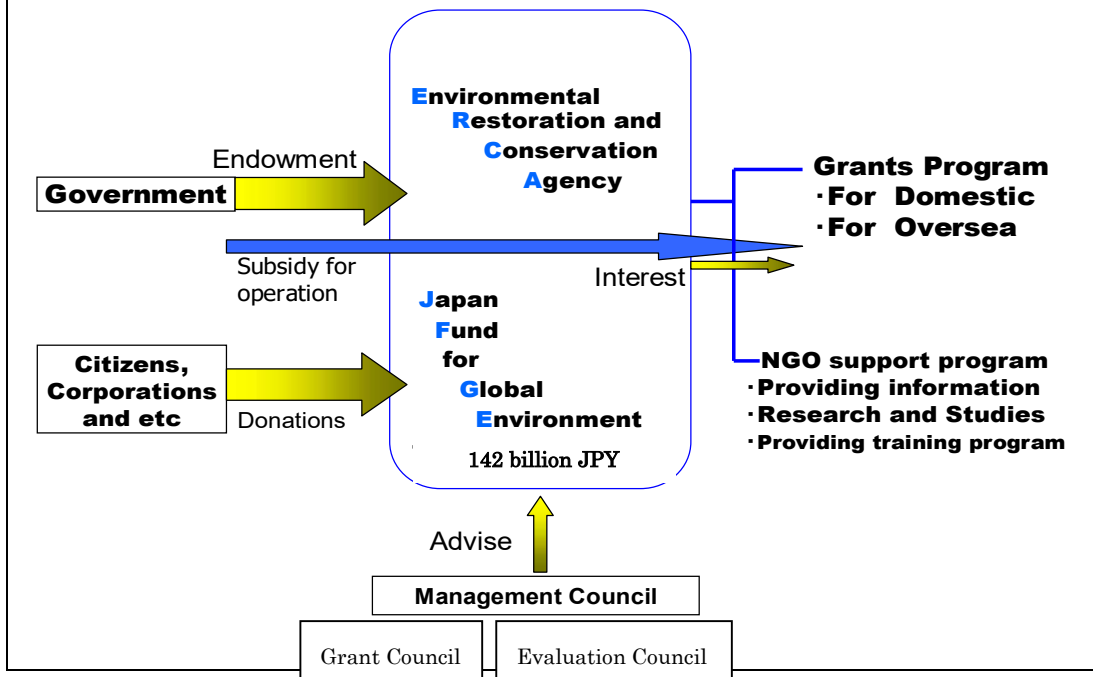 Environmental
Restoration and
Conservation
Agency
Endowment
Government
Subsidy for
operation
Interest
Grants Program
·For Domestic
·For Oversea
Japan
Fund
for
Global
Environment
142 billion JPY
Citizens,
Corporations
and etc
Donations
NGO support program
·Providing information
·Research and Studies
·Providing training program
Advise
Management Council
Grant Council
Evaluation Council